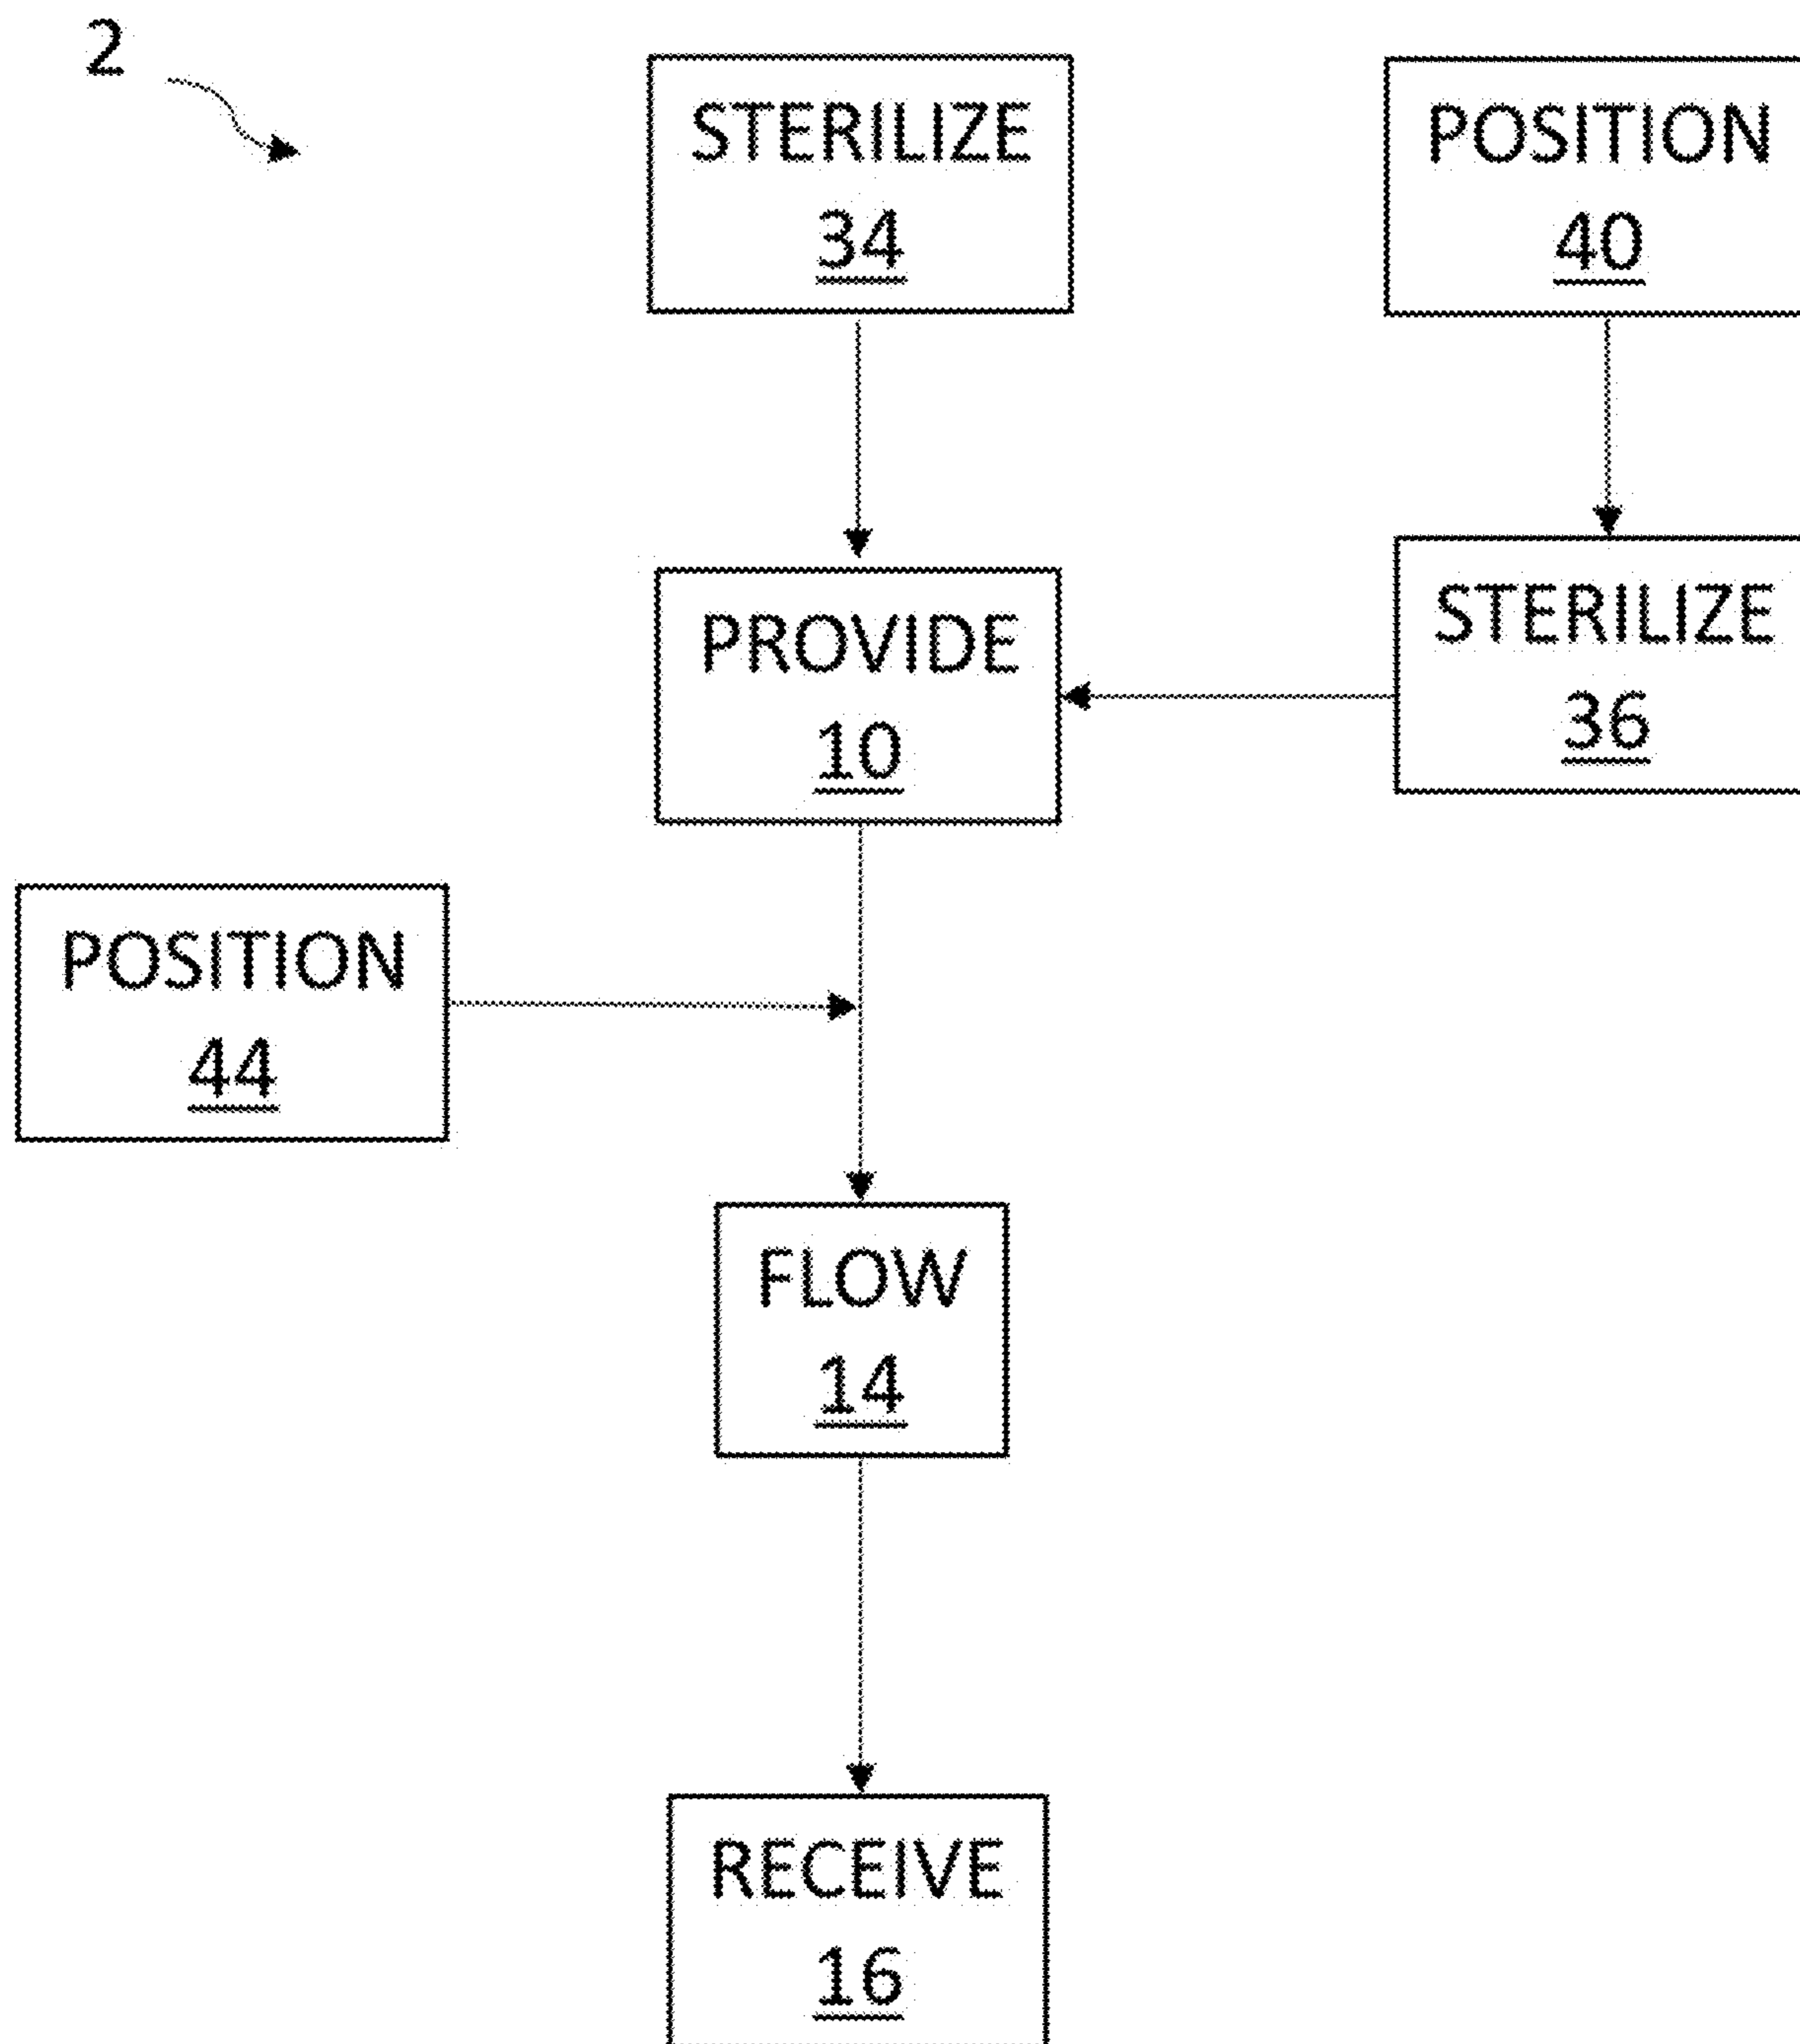 2
STERILIZE
34
POSITION
40
PROVIDE
10
STERILIZE
36
POSITION
44
FLOW
14
RECEIVE
16